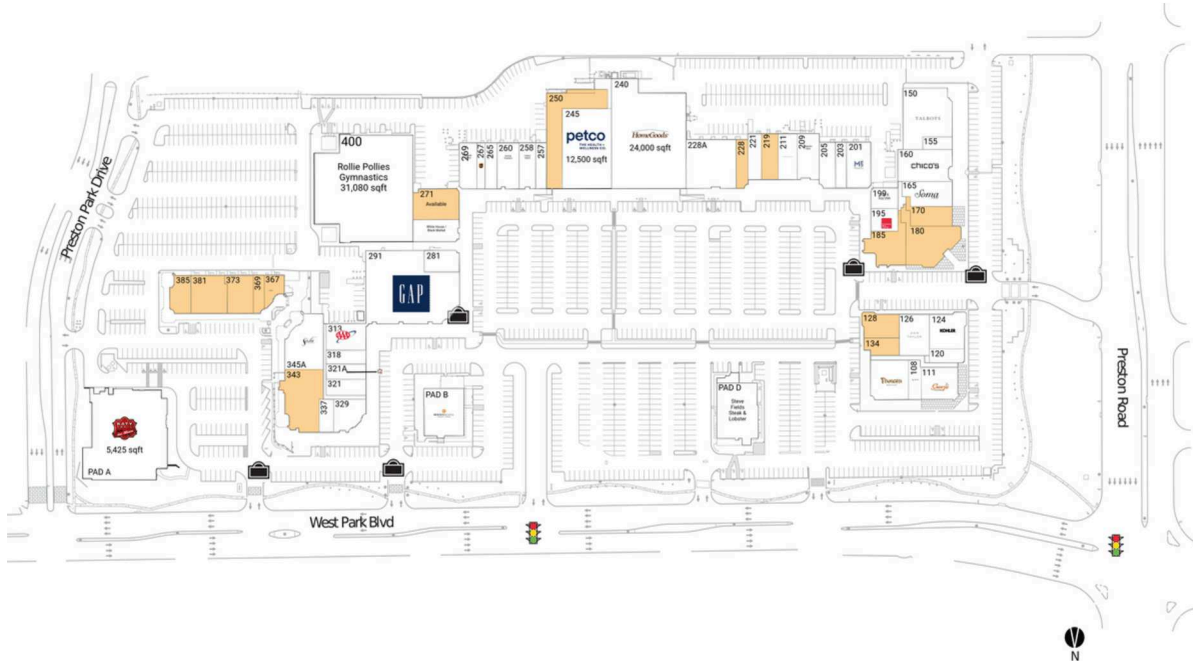 Preston Park Drive
400
Rollie Pollies
Gymnastics
31,080 sqft
271
Available
269
267
265
260
258
257
250
245
petco
THE HEALTH +
WELLNESS CO.
12,500 sqft
240
HomeGoods
24,000 sqft
228A
228
221
219
211
209
205
203
201
150
TALBOTS
155
160
chico's
165
Soma
199
195
170
185
180
291
281
GAP
385
381
373
369
367
313
318
321A
321
345A
343
337
329
PAD A
5,425 sqft
PAD B
PAD D
Steve
Fields
Steak &
Lobster
128
126
124
KOHLER
134
120
108
111
West Park Blvd
Preston Road
N